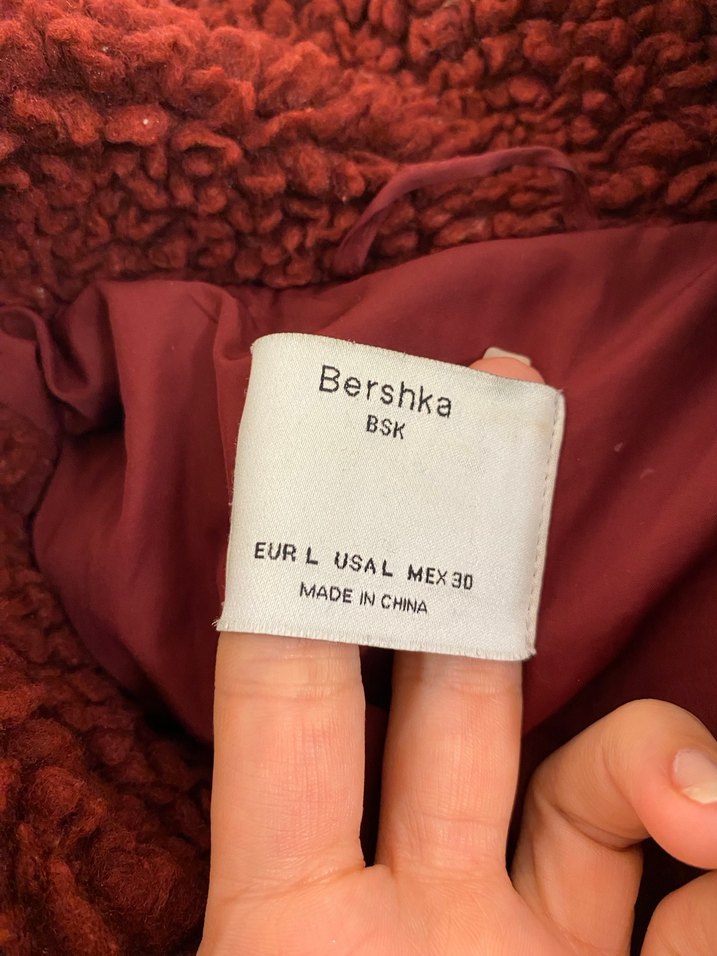 Bershka
BSK
EUR L USA L MEX 30
MADE IN CHINA